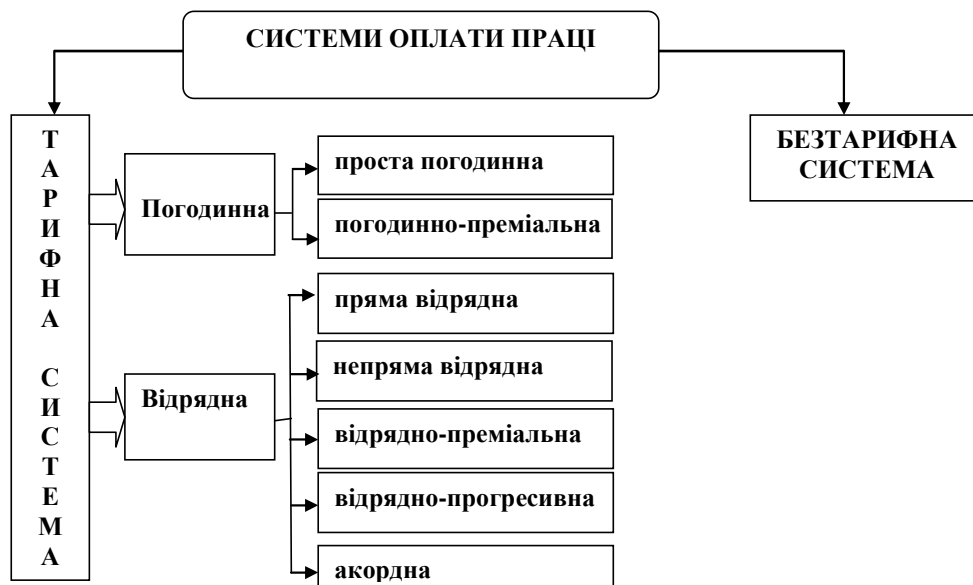 СИСТЕМИ ОПЛАТИ ПРАЦІ
ТАРИФНА СИСТЕМА
БЕЗТАРИФНА
СИСТЕМА
Погодинна
проста погодинна
погодинно-преміальна
Відрядна
пряма відрядна
непряма відрядна
відрядно-преміальна
відрядно-прогресивна
акордна